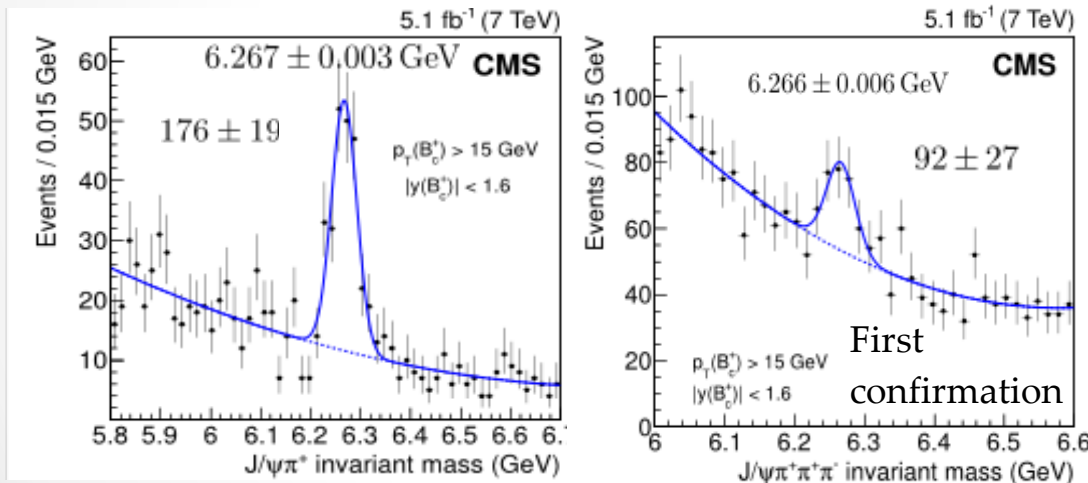 5.1 fb⁻¹ (7 TeV)
6.267 ± 0.003 GeV CMS
176 ± 19
p_T(B_c^+) > 15 GeV
|y(B_c^+)| < 1.6
Events / 0.015 GeV
60
50
40
30
20
10
5.8 5.9 6 6.1 6.2 6.3 6.4 6.5 6.6 6.
J/ψπ⁺ invariant mass (GeV)
5.1 fb⁻¹ (7 TeV)
CMS
6.266 ± 0.006 GeV
92 ± 27
First
confirmation
p_T(B_c^+) > 15 GeV
|y(B_c^+)| < 1.6
Events / 0.015 GeV
100
80
60
40
20
0
6 6.1 6.2 6.3 6.4 6.5 6.6
J/ψπ⁺π⁺π⁻ invariant mass (GeV)